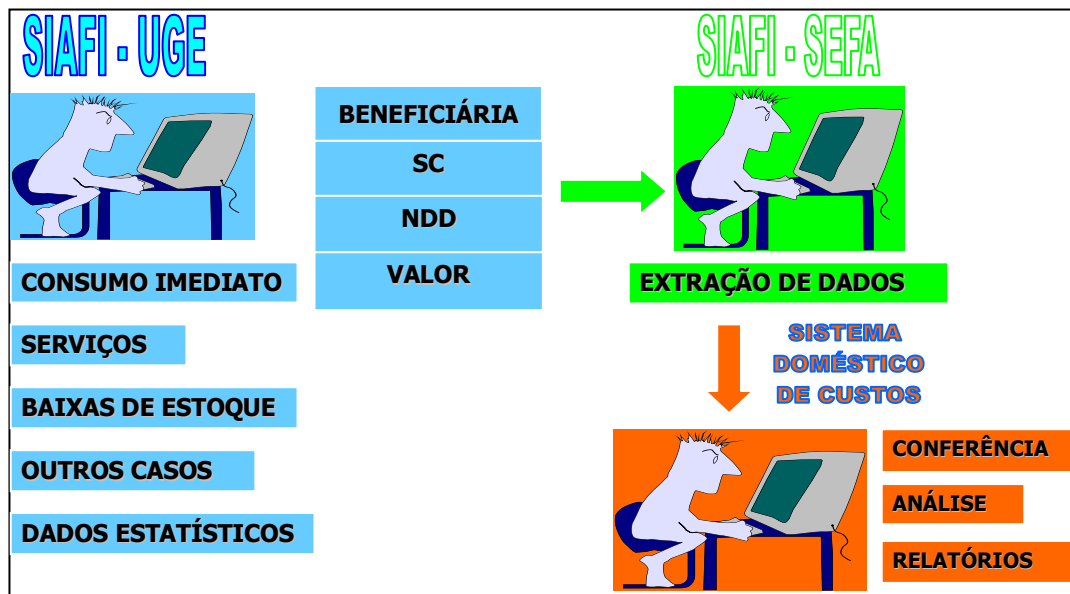 SIAFI - UGE
SIAFI - SEFA
BENEFICIÁRIA
SC
NDD
VALOR
CONSUMO IMEDIATO
SERVIÇOS
BAIXAS DE ESTOQUE
OUTROS CASOS
DADOS ESTATÍSTICOS
EXTRAÇÃO DE DADOS
SISTEMA
DOMÉSTICO
DE CUSTOS
CONFERÊNCIA
ANÁLISE
RELATÓRIOS